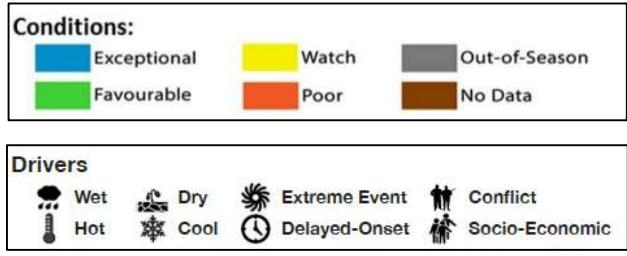 Conditions:
Exceptional Watch Out-of-Season
Favourable Poor No Data
Drivers
Wet Dry Extreme Event Conflict
Hot Cool Delayed-Onset Socio-Economic